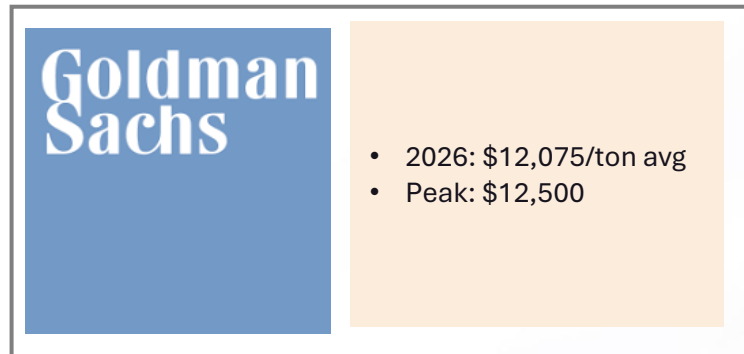 Goldman
Sachs
• 2026: $12,075/ton avg
• Peak: $12,500